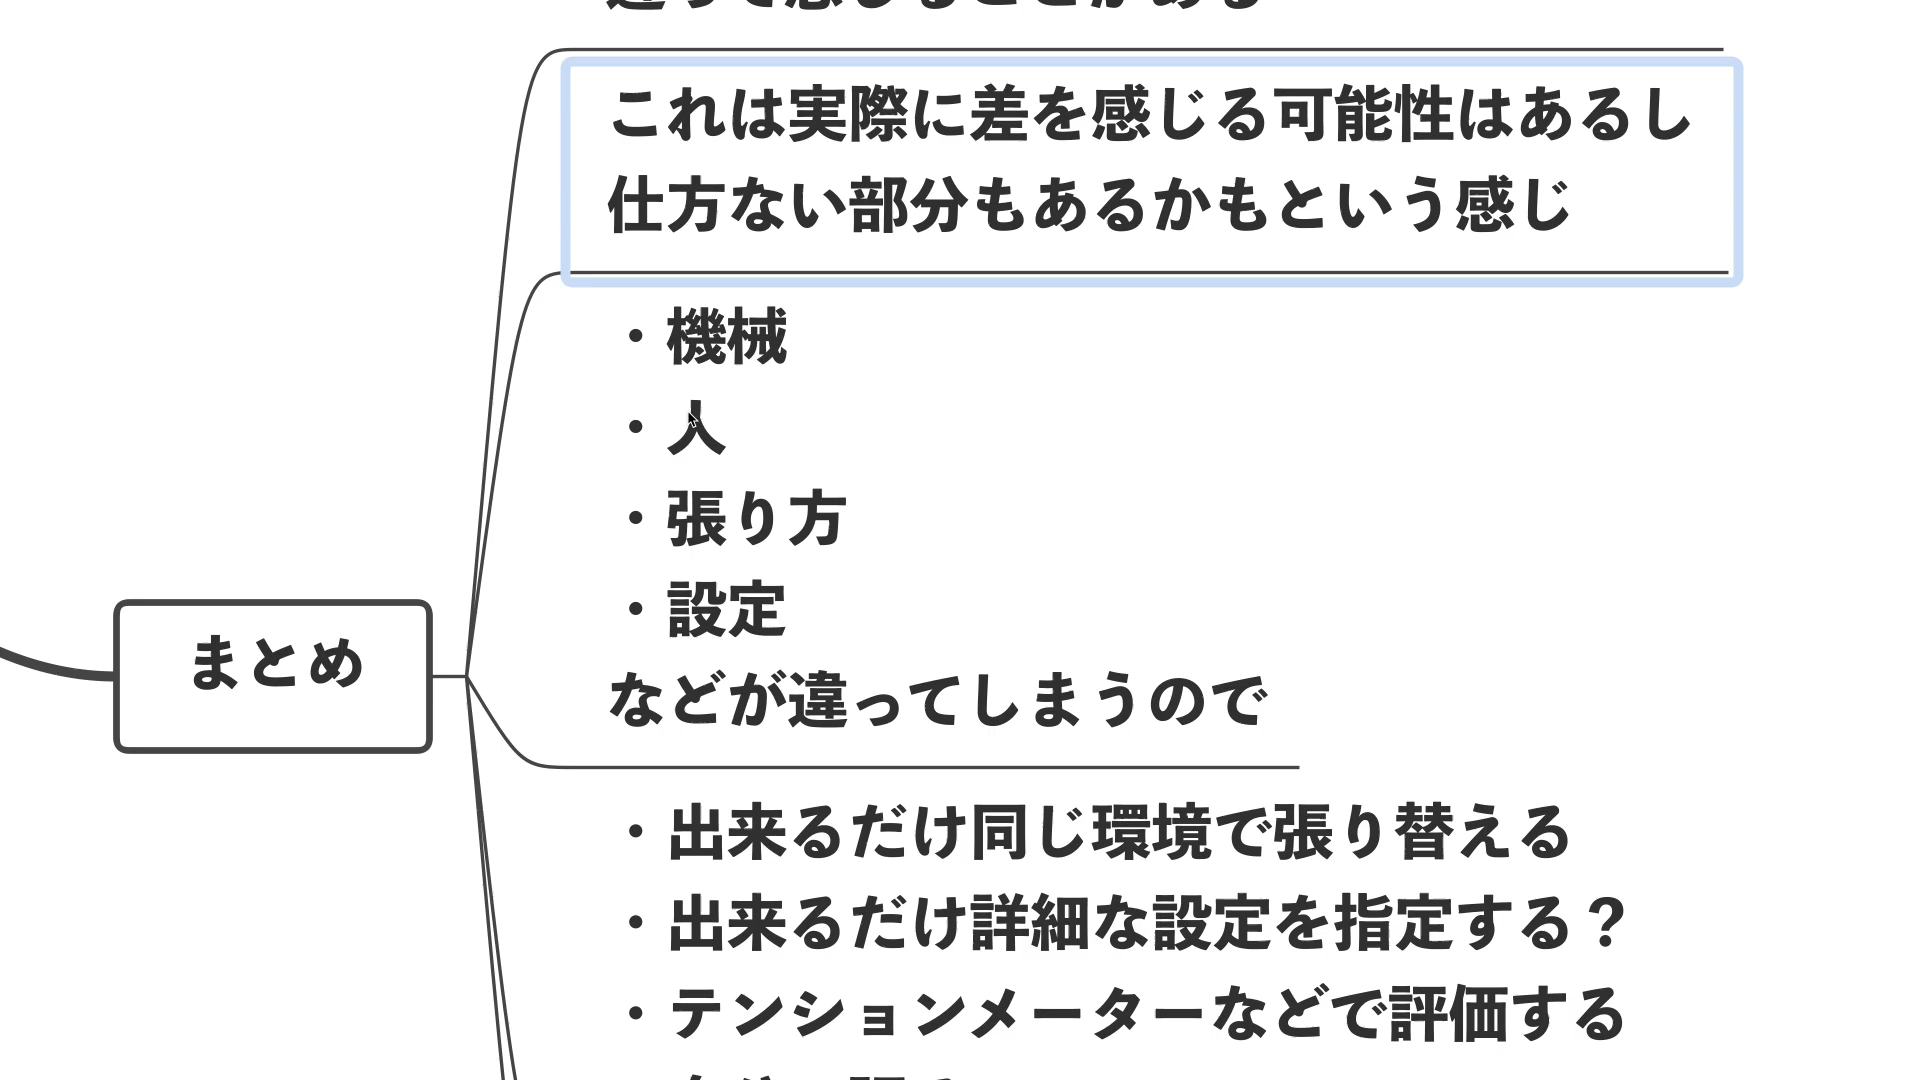 これは実際に差を感じる可能性はあるし
仕方ない部分もあるかもという感じ
・機械
・人
・張り方
・設定
などが違ってしまうので
まとめ
・出来るだけ同じ環境で張り替える
・出来るだけ詳細な設定を指定する？
・テンションメーターなどで評価する